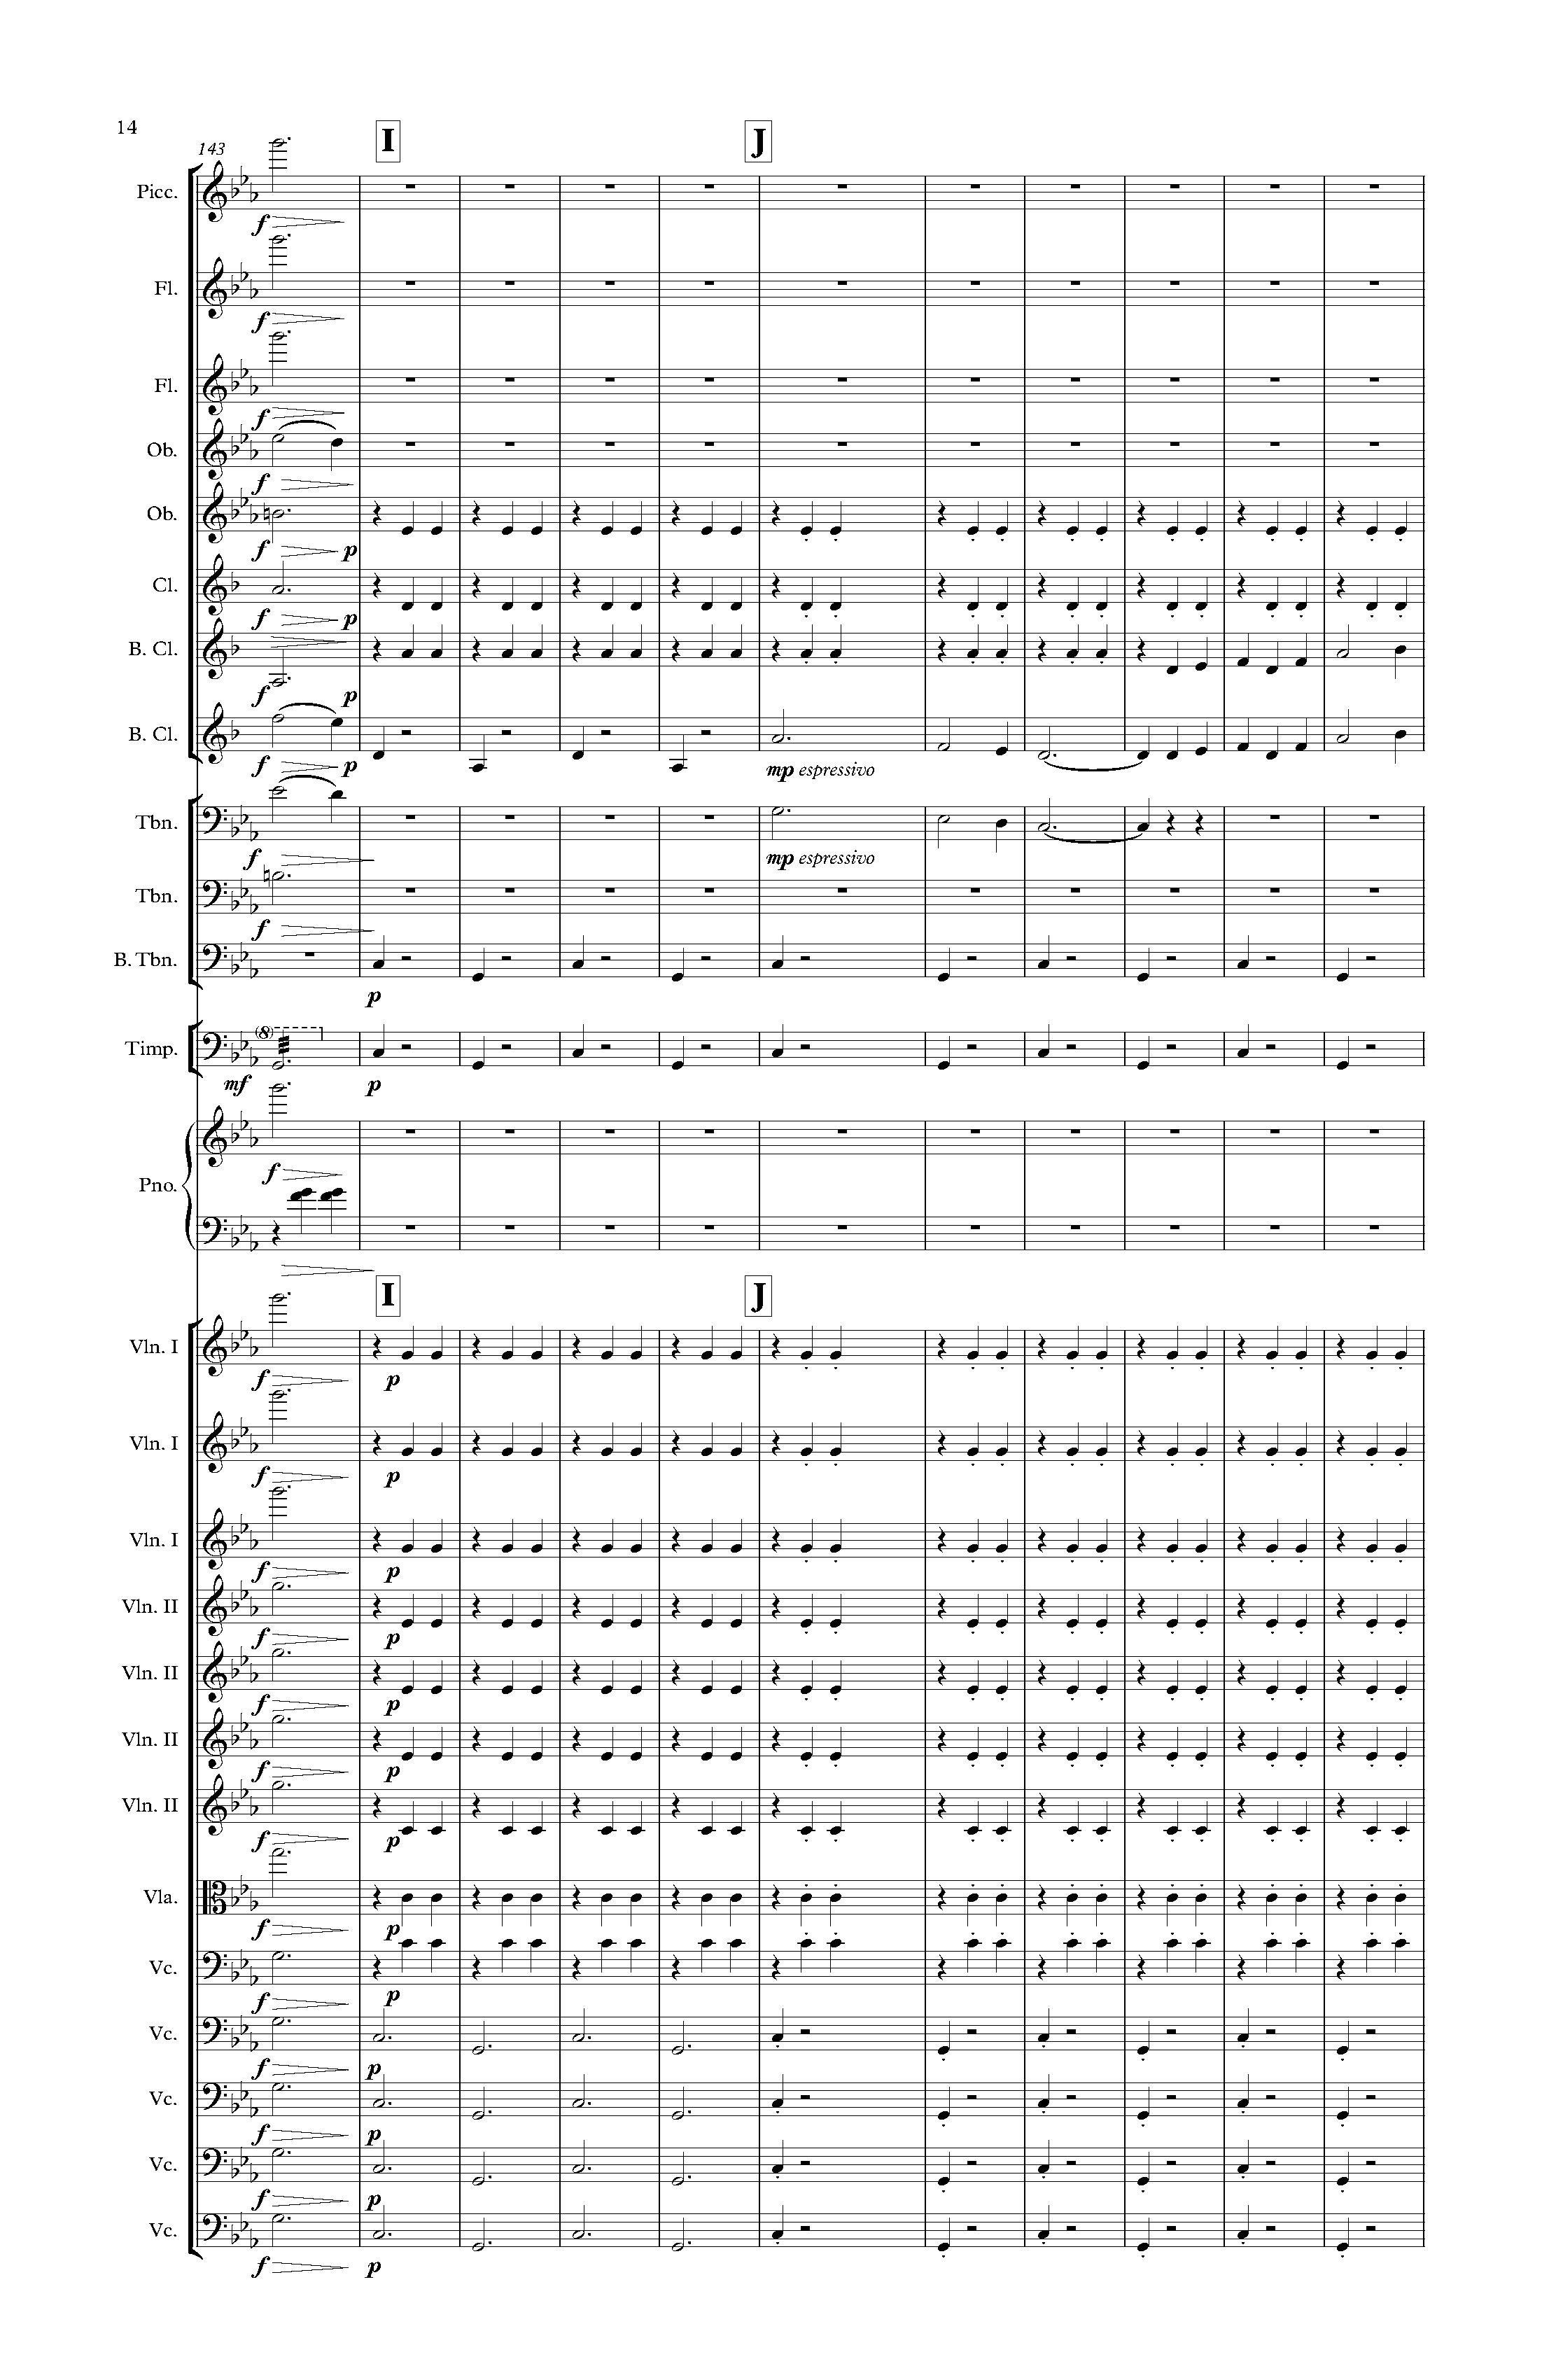 14
143
I
J
Picc.
f
Fl.
f
Fl.
f
Ob.
f
Ob.
f p
Cl.
f p
B. Cl.
f p
B. Cl.
f p mp espressivo
Tbn.
f mp espressivo
Tbn.
f
B. Tbn.
p
(8)
Timp.
mf p
Pno.
f
I
J
Vln. I
f p
Vln. I
f p
Vln. I
f p
Vln. II
f p
Vln. II
f p
Vln. II
f p
Vln. II
f p
Vla.
f p
Vc.
f p
Vc.
f p
Vc.
f p
Vc.
f p
Vc.
f p